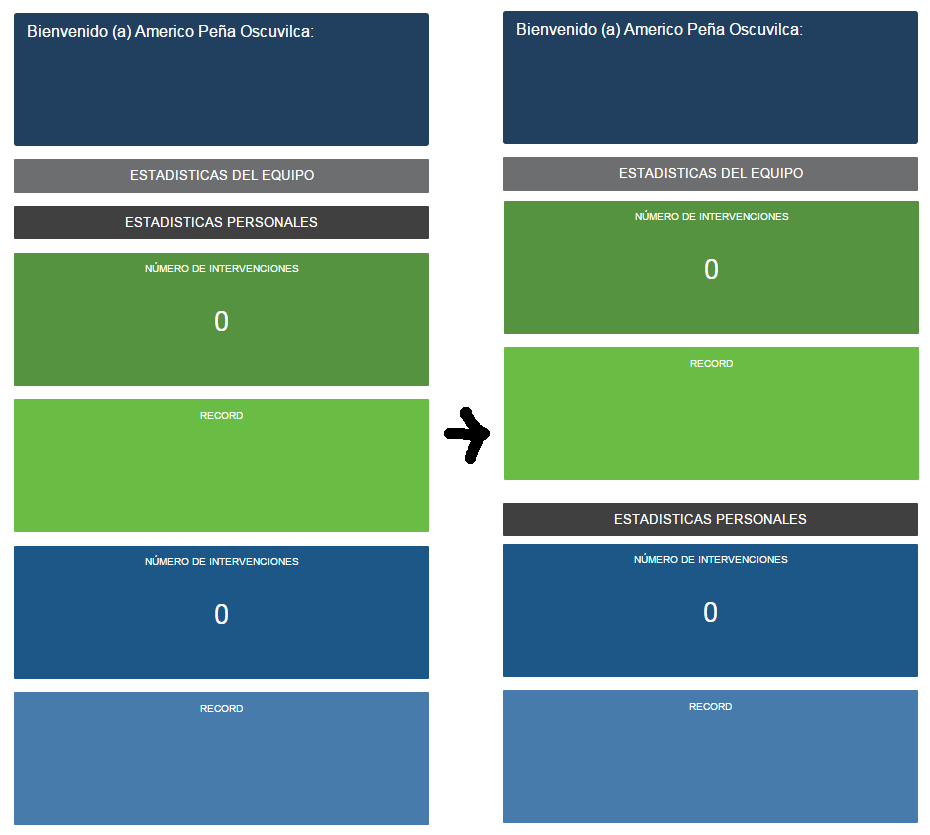 Bienvenido (a) Americo Peña Oscuvilca:
ESTADISTICAS DEL EQUIPO
ESTADISTICAS PERSONALES
NÚMERO DE INTERVENCIONES
0
RECORD
NÚMERO DE INTERVENCIONES
0
RECORD
Bienvenido (a) Americo Peña Oscuvilca:
ESTADISTICAS DEL EQUIPO
NÚMERO DE INTERVENCIONES
0
RECORD
ESTADISTICAS PERSONALES
NÚMERO DE INTERVENCIONES
0
RECORD